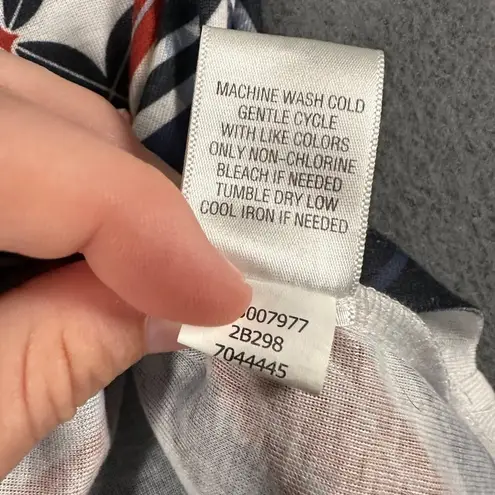 MACHINE WASH COLD
GENTLE CYCLE
WITH LIKE COLORS
ONLY NON-CHLORINE
BLEACH IF NEEDED
TUMBLE DRY LOW
COOL IRON IF NEEDED
007977
2B298
7044445